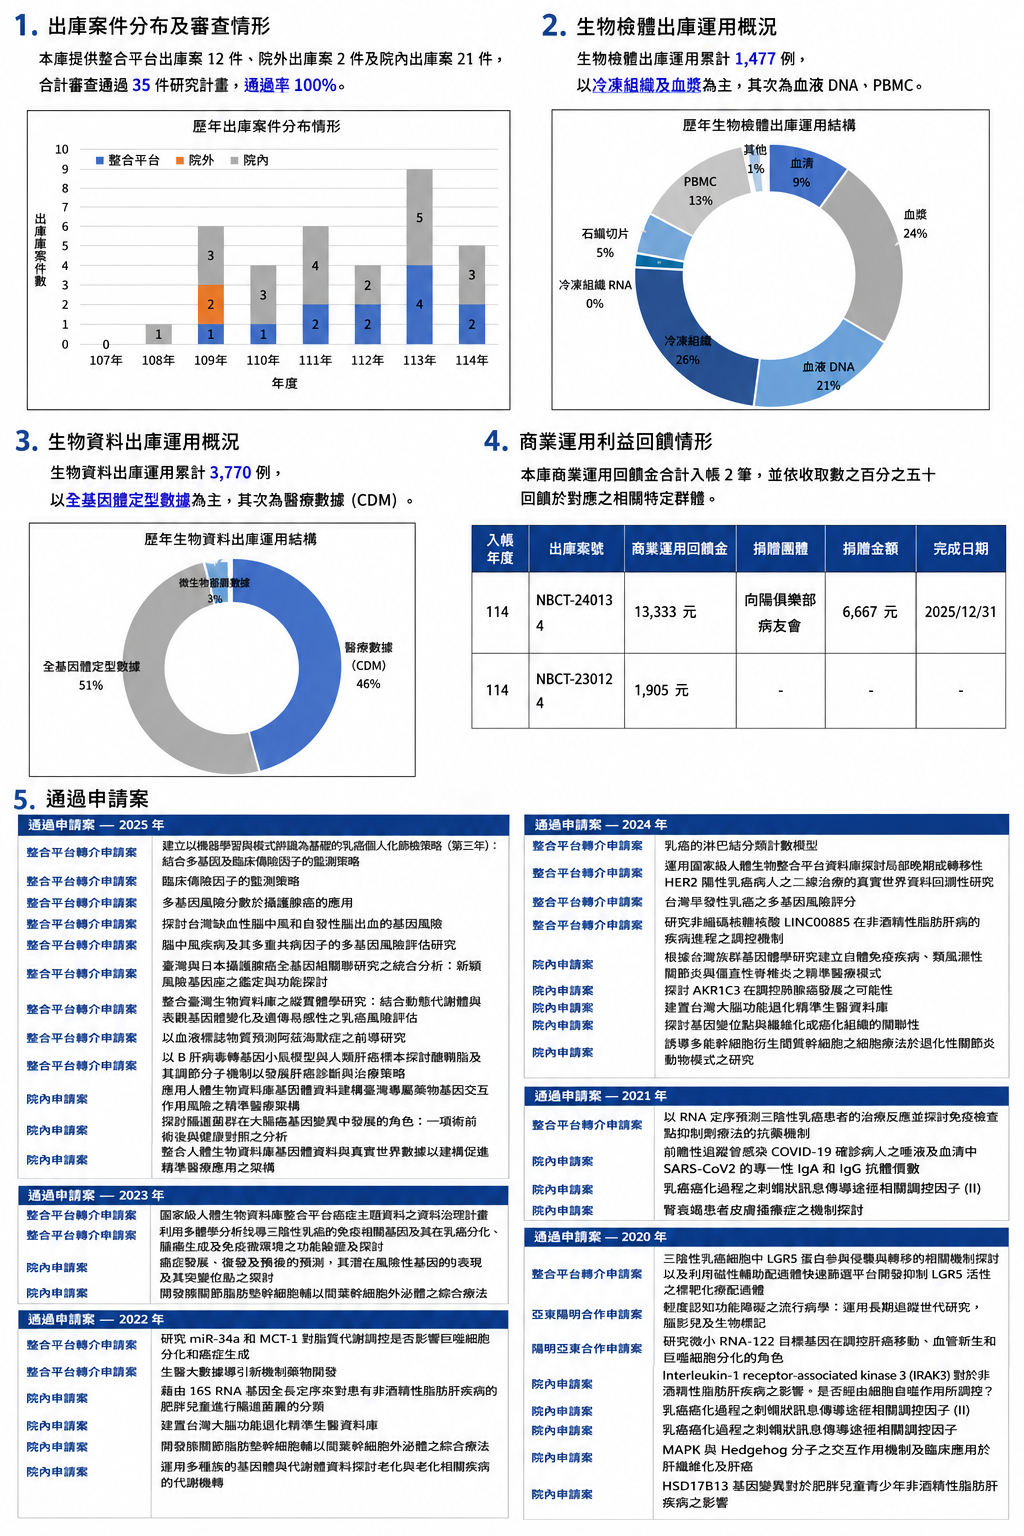 1. 出庫案件分布及審查情形
本庫提供整合平台出庫案 12 件、院外出庫案 2 件及院內出庫案 21 件，
合計審查通過 35 件研究計畫，通過率 100%。
歷年出庫案件分布情形
整合平台 院外 院內
出庫庫案件數
10
9
8
7
6
5
4
3
2
1
0
0
1
3
2
1
3
1
4
2
2
2
5
4
3
2
107年 108年 109年 110年 111年 112年 113年 114年
年度
2. 生物檢體出庫運用概況
生物檢體出庫運用累計 1,477 例，
以冷凍組織及血漿為主，其次為血液 DNA、PBMC。
歷年生物檢體出庫運用結構
其他
1%
血清
9%
血漿
24%
血液 DNA
21%
冷凍組織
26%
冷凍組織 RNA
0%
石蠟切片
5%
PBMC
13%
3. 生物資料出庫運用概況
生物資料出庫運用累計 3,770 例，
以全基因體定型數據為主，其次為醫療數據 (CDM) 。
歷年生物資料出庫運用結構
數據
3%
醫療數據
(CDM)
46%
全基因體定型數據
51%
4. 商業運用利益回饋情形
本庫商業運用回饋金合計入帳 2 筆，並依收取數之百分之五十
回饋於對應之相關特定群體。
入帳年度 出庫案號 商業運用回饋金 捐贈團體 捐贈金額 完成日期
114 NBCT-240134 13,333 元 向陽俱樂部病友會 6,667 元 2025/12/31
114 NBCT-230124 1,905 元 - - -
5. 通過申請案
通過申請案 — 2025 年
整合平台轉介申請案 建立以機器學習與模式辨識為基礎的乳癌個人化篩檢策略（第三年）：
結合多基因及臨床危險因子的監測策略
整合平台轉介申請案 臨床危險因子的監測策略
整合平台轉介申請案 多基因風險分數於攝護腺癌的應用
整合平台轉介申請案 探討台灣缺血性腦中風和自發性腦出血的基因風險
整合平台轉介申請案 腦中風疾病及其多重共病因子的多基因風險評估研究
整合平台轉介申請案 臺灣與日本攝護腺癌全基因組關聯研究之統合分析：新穎
風險基因座之鑑定與功能探討
整合平台轉介申請案 整合臺灣生物資料庫之縱貫體學研究：結合動態代謝體與
表觀基因體變化及遺傳易感性之乳癌風險評估
整合平台轉介申請案 以血液標誌物質預測阿茲海默症之前導研究
整合平台轉介申請案 以 B 肝病毒轉基因小鼠模型與人類肝癌標本探討醣鞘脂及
其調節分子機制以發展肝癌診斷與治療策略
院內申請案 應用人體生物資料庫基因體資料建構臺灣專屬藥物基因交互
作用風險之精準醫療架構
院內申請案 探討腸道菌群在大腸癌基因變異中發展的角色：一項術前
術後與健康對照之分析
院內申請案 整合人體生物資料庫基因體資料與真實世界數據以建構促進
精準醫療應用之架構
通過申請案 — 2023 年
整合平台轉介申請案 國家級人體生物資料庫整合平台癌症主題資料之資料治理計畫
整合平台轉介申請案 利用多體學分析找尋三陰性乳癌的免疫相關基因及其在乳癌分化、
腫瘤生成及免疫微環境之功能驗證及探討
院內申請案 癌症發展、復發及預後的預測，其潛在風險性基因的表現
及其突變位點之探討
院內申請案 開發膝關節脂肪墊幹細胞輔以間葉幹細胞外泌體之綜合療法
通過申請案 — 2022 年
整合平台轉介申請案 研究 miR-34a 和 MCT-1 對脂質代謝調控是否影響巨噬細胞
分化和癌症生成
整合平台轉介申請案 生醫大數據導引新機制藥物開發
院內申請案 藉由 16S RNA 基因全長定序來對患有非酒精性脂肪肝疾病的
肥胖兒童進行腸道菌叢的分類
院內申請案 建置台灣大腦功能退化精準生醫資料庫
院內申請案 開發膝關節脂肪墊幹細胞輔以間葉幹細胞外泌體之綜合療法
院內申請案 運用多種族的基因體與代謝體資料探討老化與老化相關疾病
的代謝機轉
通過申請案 — 2024 年
整合平台轉介申請案 乳癌的淋巴結分類計數模型
整合平台轉介申請案 運用國家級人體生物整合平台資料庫探討局部晚期或轉移性
HER2 陽性乳癌病人之二線治療的真實世界資料回溯性研究
整合平台轉介申請案 台灣早發性乳癌之多基因風險評分
整合平台轉介申請案 研究非編碼核糖核酸 LINC00885 在非酒精性脂肪肝病的
疾病進程之調控機制
院內申請案 根據台灣族群基因體學研究建立自體免疫疾病、類風濕性
關節炎與僵直性脊椎炎之精準醫療模式
院內申請案 探討 AKR1C3 在調控肺腺癌發展之可能性
院內申請案 建置台灣大腦功能退化精準生醫資料庫
院內申請案 探討基因變位點與纖維化或癌化組織的關聯性
院內申請案 誘導多能幹細胞衍生間質幹細胞之細胞療法於退化性關節炎
動物模式之研究
通過申請案 — 2021 年
整合平台轉介申請案 以 RNA 定序預測三陰性乳癌患者的治療反應並探討免疫檢查
點抑制劑療法的抗藥機制
院內申請案 前瞻性追蹤曾感染 COVID-19 確診病人之唾液及血清中
SARS-CoV2 的專一性 IgA 和 IgG 抗體價數
院內申請案 乳癌癌化過程之刺蝟狀訊息傳導途徑相關調控因子 (II)
院內申請案 腎衰竭患者皮膚搔癢症之機制探討
通過申請案 — 2020 年
整合平台轉介申請案 三陰性乳癌細胞中 LGR5 蛋白參與侵襲與轉移的相關機制探討
以及利用磁性輔助配適體快速篩選平台開發抑制 LGR5 活性
之標靶化療配適體
亞東陽明合作申請案 輕度認知功能障礙之流行病學：運用長期追蹤世代研究，
腦影兒及生物標記
陽明亞東合作申請案 研究微小 RNA-122 目標基因在調控肝癌移動、血管新生和
巨噬細胞分化的角色
院內申請案 Interleukin-1 receptor-associated kinase 3 (IRAK3) 對於非
酒精性脂肪肝疾病之影響。是否經由細胞自噬作用所調控？
院內申請案 乳癌癌化過程之刺蝟狀訊息傳導途徑相關調控因子 (II)
院內申請案 乳癌癌化過程之刺蝟狀訊息傳導途徑相關調控因子
院內申請案 MAPK 與 Hedgehog 分子之交互作用機制及臨床應用於
肝纖維化及肝癌
院內申請案 HSD17B13 基因變異對於肥胖兒童青少年非酒精性脂肪肝
疾病之影響